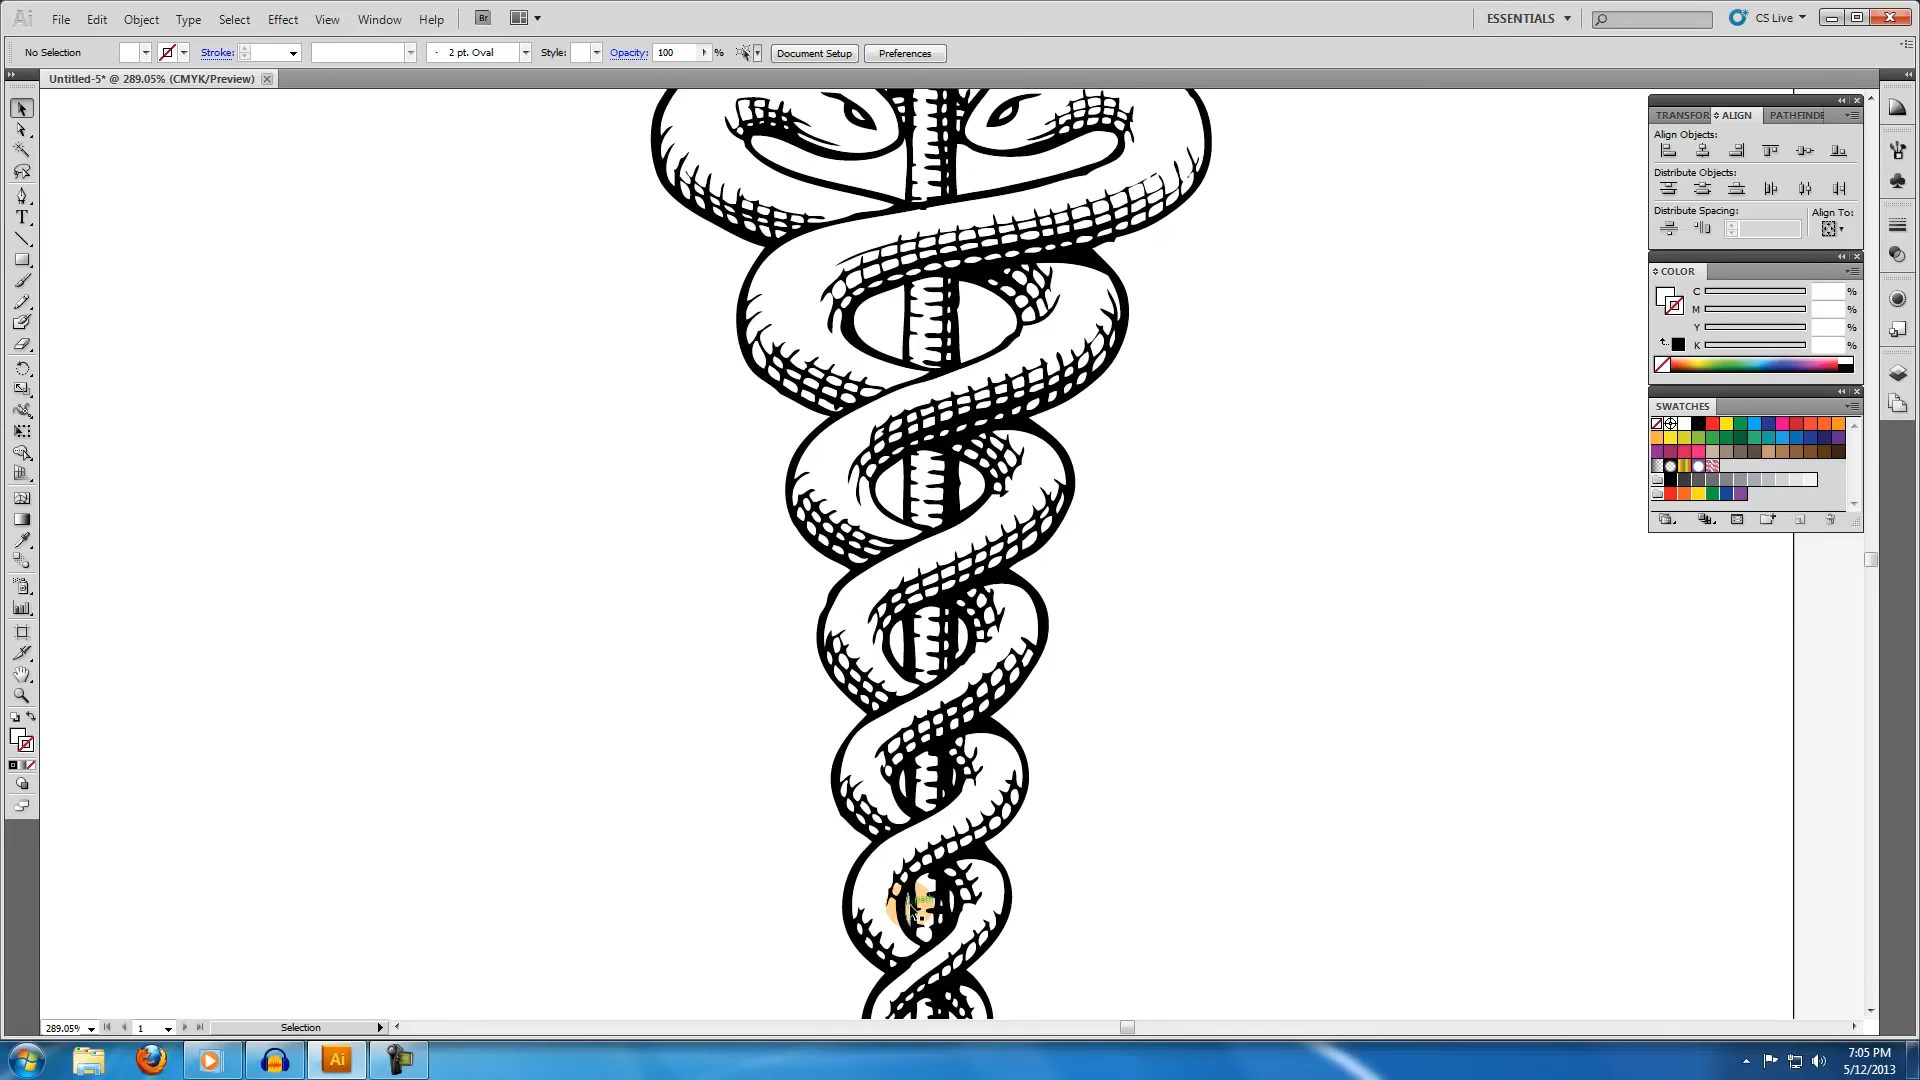 Ai File Edit Object Type Select Effect View Window Help Br ESSENTIALS CS Live
No Selection Stroke: 2 pt. Oval Style: Opacity: 100 % Document Setup Preferences
Untitled-5* @ 289.05% (CMYK/Preview)
TRANSFOR ALIGN PATHFINDE
Align Objects:
Distribute Objects:
Distribute Spacing: Align To:
COLOR
C %
M %
Y %
K %
SWATCHES
T
289.05% 1 Selection
Ai 7:05 PM
5/12/2013